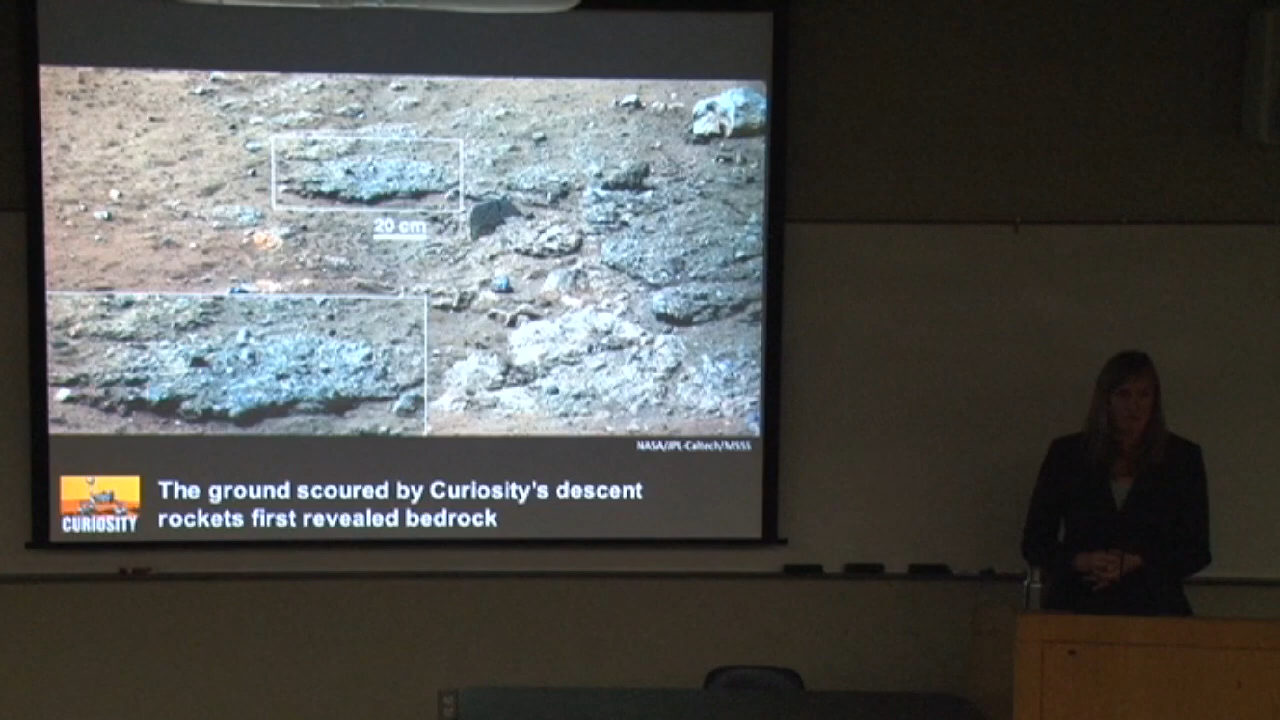 20 cm
NASA/JPL-Caltech/MSSS
CURIOSITY
The ground scoured by Curiosity's descent
rockets first revealed bedrock